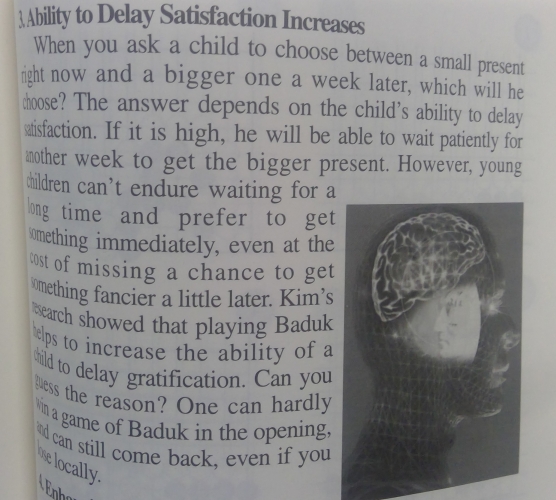 3. Ability to Delay Satisfaction Increases
When you ask a child to choose between a small present
right now and a bigger one a week later, which will he
choose? The answer depends on the child's ability to delay
satisfaction. If it is high, he will be able to wait patiently for
another week to get the bigger present. However, young
children can't endure waiting for a
long time and prefer to get
something immediately, even at the
cost of missing a chance to get
something fancier a little later. Kim's
research showed that playing Baduk
helps to increase the ability of a
child to delay gratification. Can you
guess the reason? One can hardly
win a game of Baduk in the opening,
and can still come back, even if you
lose locally.
4.